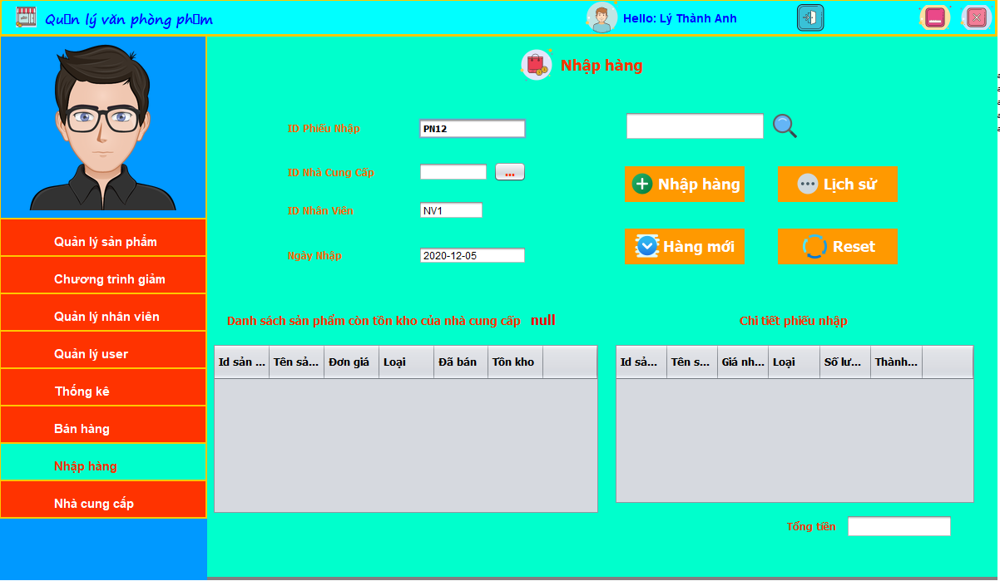 Quản lý văn phòng phẩm
Hello: Lý Thành Anh
Nhập hàng
ID Phiếu Nhập
PN12
ID Nhà Cung Cấp
...
ID Nhân Viên
NV1
Ngày Nhập
2020-12-05
Nhập hàng
Lịch sử
Hàng mới
Reset
Quản lý sản phẩm
Chương trình giảm
Quản lý nhân viên
Quản lý user
Thống kê
Bán hàng
Nhập hàng
Nhà cung cấp
Danh sách sản phẩm còn tồn kho của nhà cung cấp null
Id sản ... Tên sả... Đơn giá Loại Đã bán Tồn kho
Chi tiết phiếu nhập
Id sả... Tên s... Giá nh... Loại Số lư... Thành...
Tổng tiền